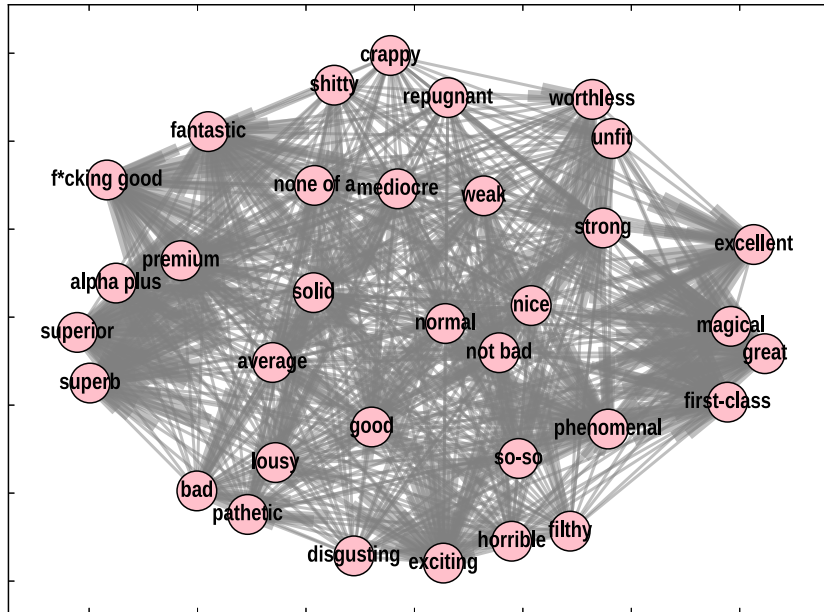 crappy
shitty
repugnant
worthless
fantastic
unfit
f*cking good
none of a
mediocre
weak
strong
excellent
premium
alpha plus
solid
nice
superior
normal
magical
not bad
great
average
superb
first-class
good
phenomenal
lousy
so-so
bad
pathetic
filthy
horrible
disgusting
exciting